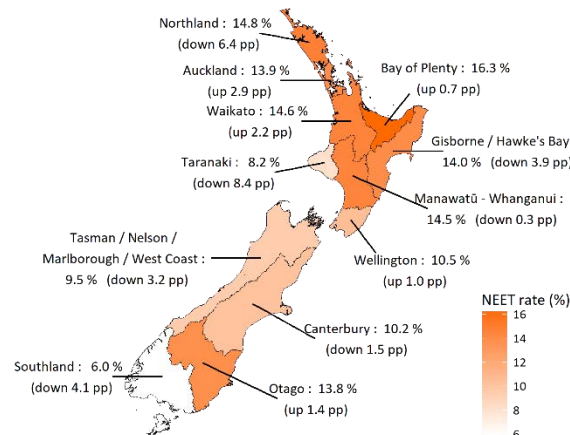 Northland : 14.8 %
(down 6.4 pp)
Auckland : 13.9 %
(up 2.9 pp)
Bay of Plenty : 16.3 %
(up 0.7 pp)
Waikato : 14.6 %
(up 2.2 pp)
Gisborne / Hawke's Bay
14.0 % (down 3.9 pp)
Taranaki : 8.2 %
(down 8.4 pp)
Manawatū - Whanganui :
14.5 % (down 0.3 pp)
Tasman / Nelson /
Marlborough / West Coast :
9.5 % (down 3.2 pp)
Wellington : 10.5 %
(up 1.0 pp)
Canterbury : 10.2 %
(down 1.5 pp)
Southland : 6.0 %
(down 4.1 pp)
Otago : 13.8 %
(up 1.4 pp)
NEET rate (%)
16
14
12
10
8
6